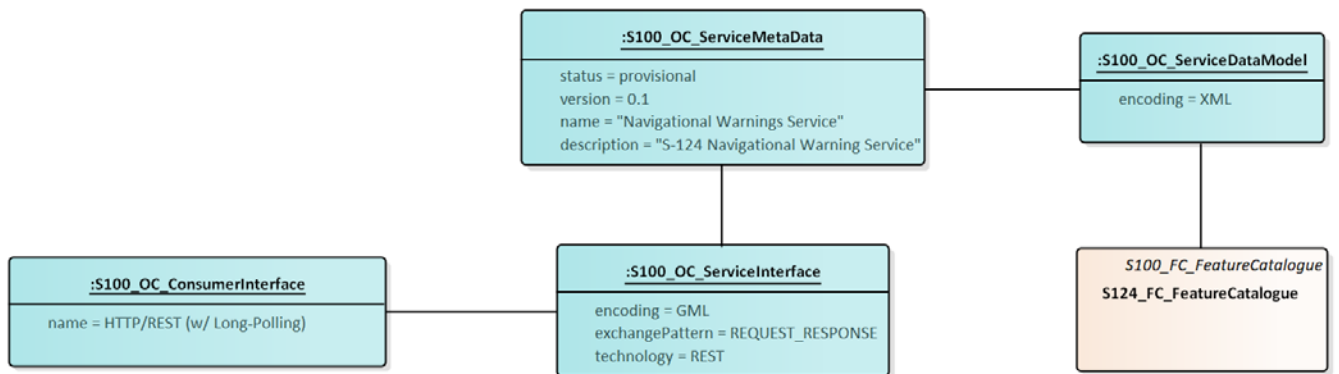 :S100_OC_ServiceMetaData
status = provisional
version = 0.1
name = "Navigational Warnings Service"
description = "S-124 Navigational Warning Service"
:S100_OC_ServiceDataModel
encoding = XML
:S100_OC_ConsumerInterface
name = HTTP/REST (w/ Long-Polling)
:S100_OC_ServiceInterface
encoding = GML
exchangePattern = REQUEST_RESPONSE
technology = REST
S100_FC_FeatureCatalogue
S124_FC_FeatureCatalogue